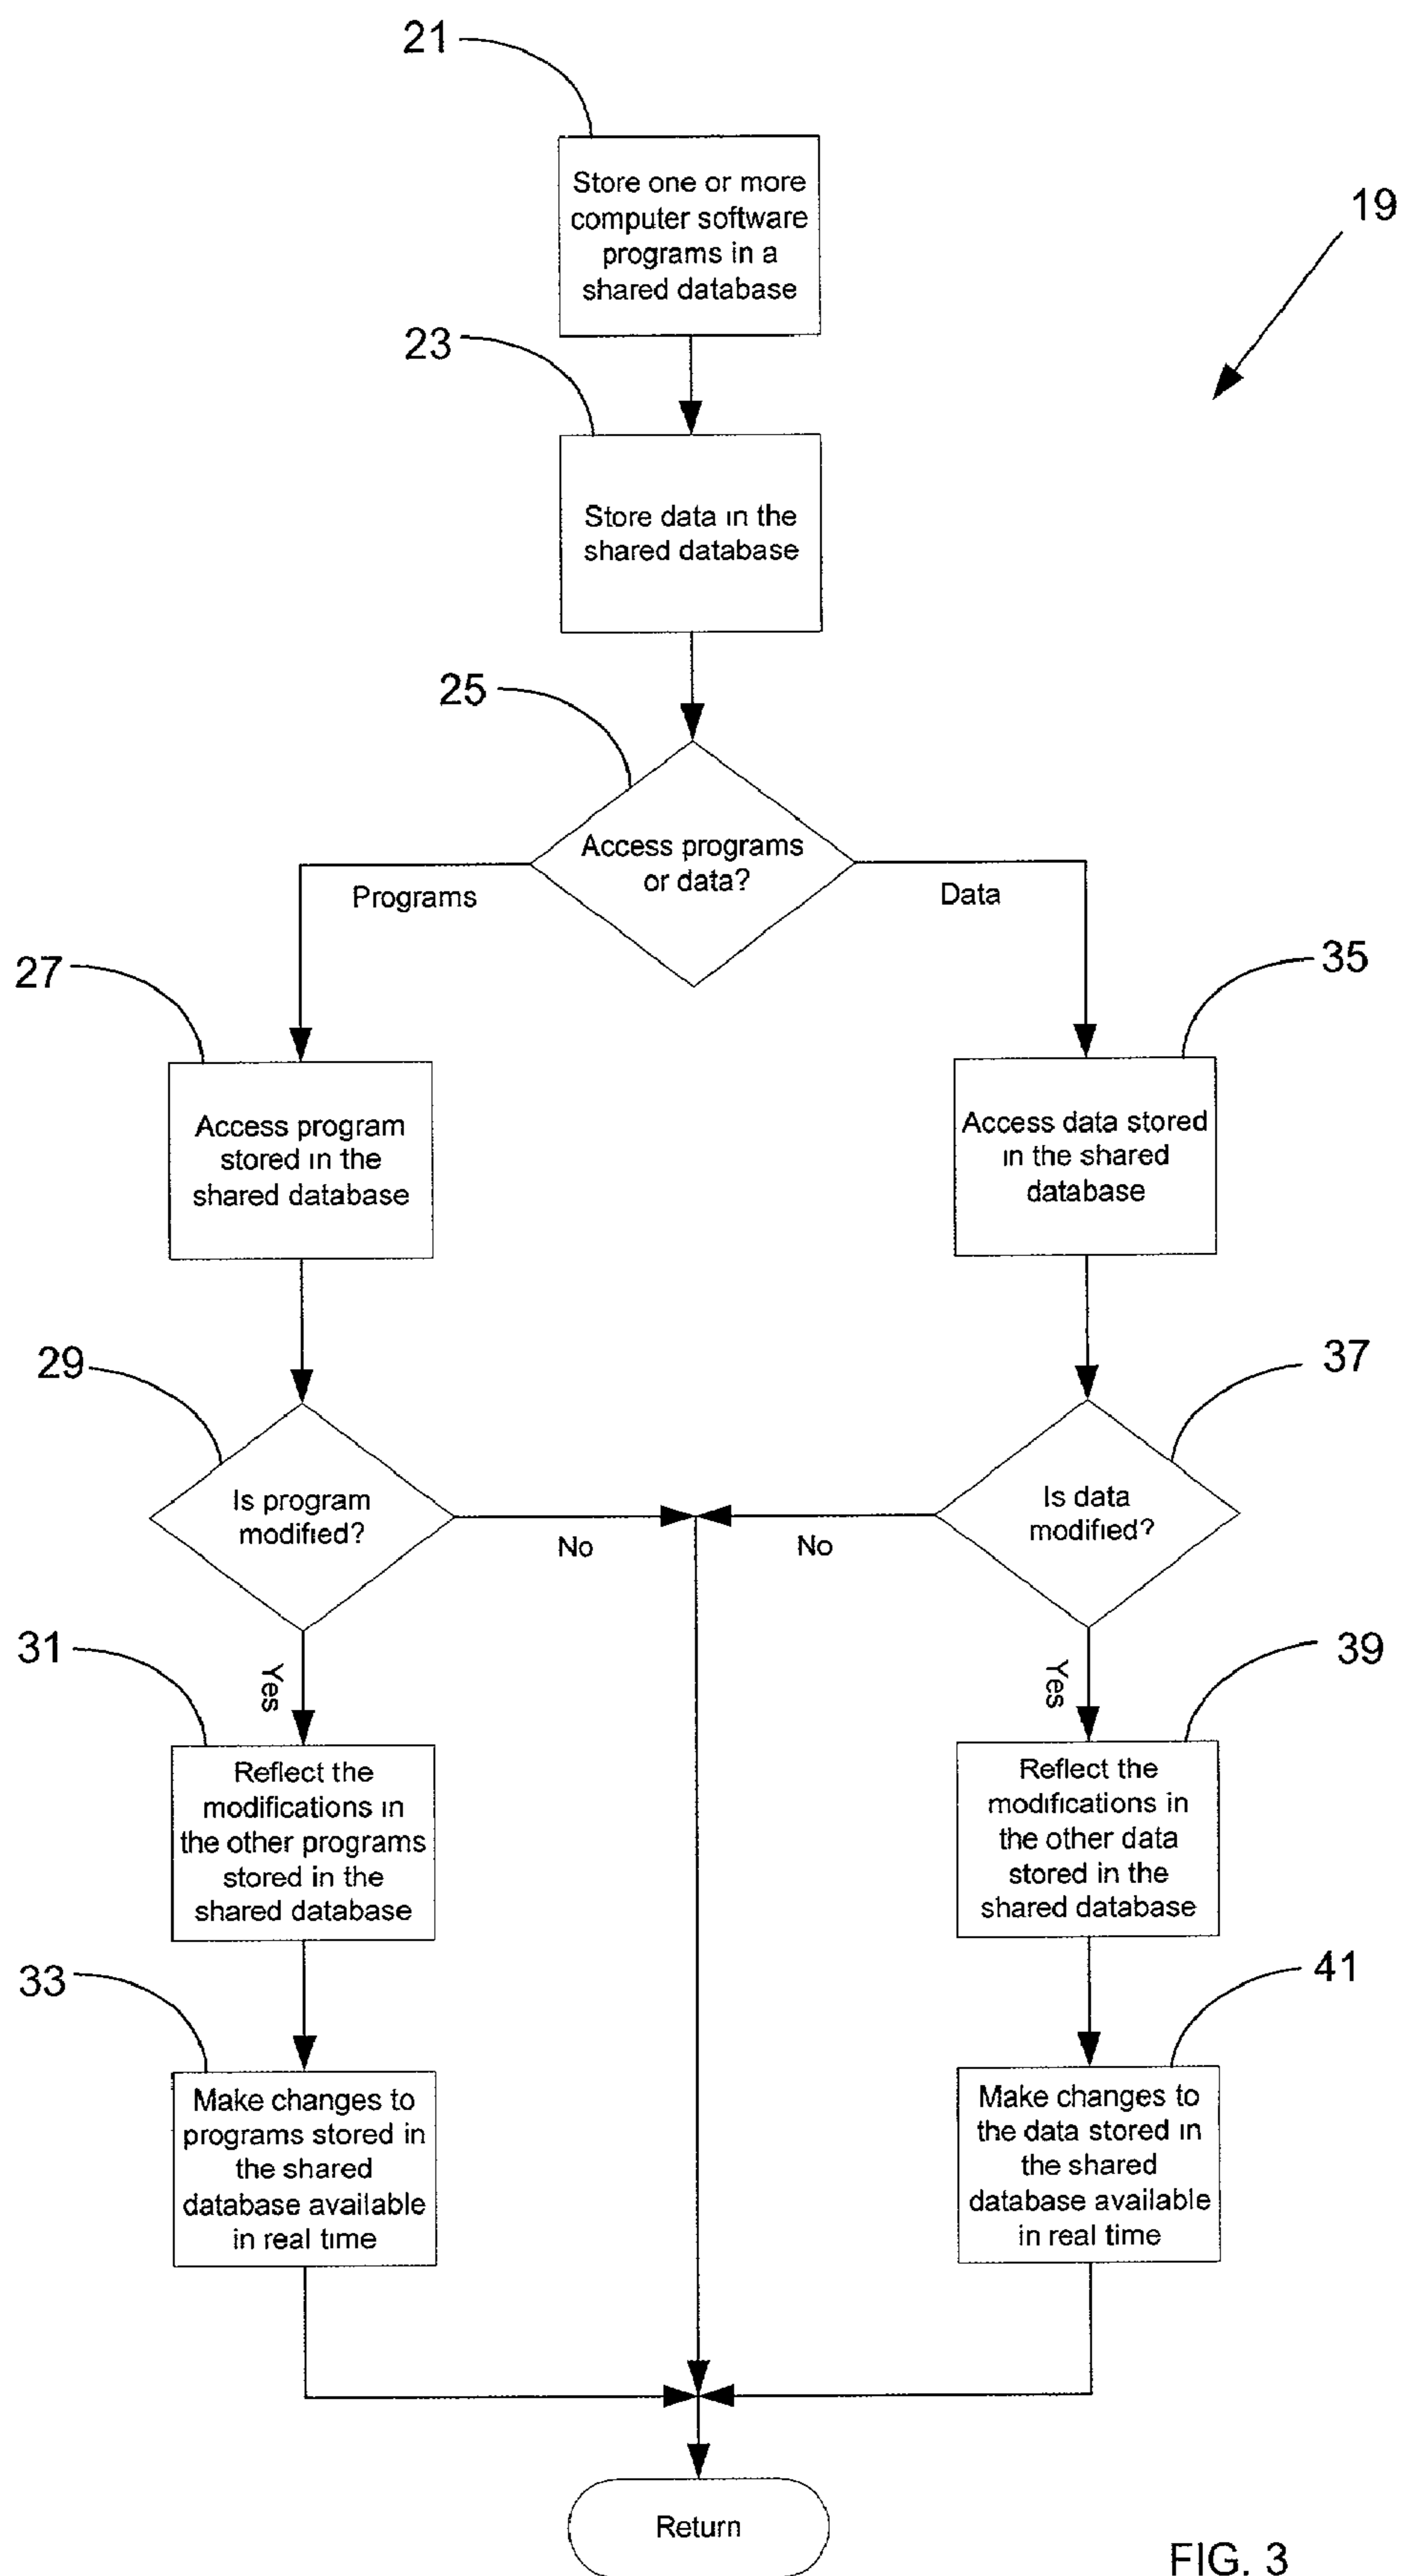 21
Store one or more
computer software
programs in a
shared database
19
23
Store data in the
shared database
25
Access programs
or data?
Programs
Data
27
35
Access program
stored in the
shared database
Access data stored
in the shared
database
29
37
Is program
modified?
No
Is data
modified?
No
31
Yes
39
Yes
Reflect the
modifications in
the other programs
stored in the
shared database
Reflect the
modifications in
the other data
stored in the
shared database
33
41
Make changes to
programs stored in
the shared
database available
in real time
Make changes to
the data stored in
the shared
database available
in real time
Return
FIG. 3